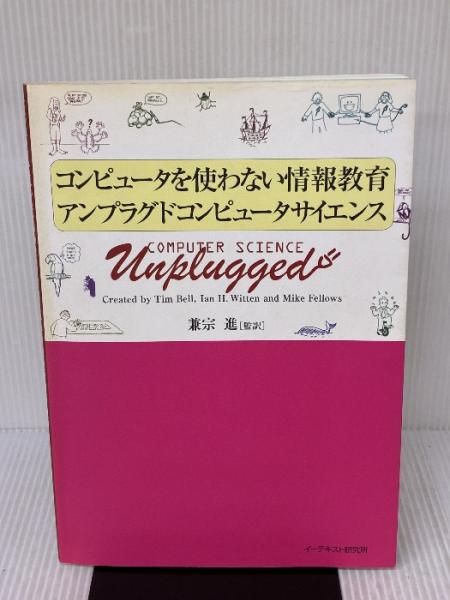 コンピュータを使わない情報教育
アンプラグドコンピュータサイエンス
COMPUTER SCIENCE
Unplugged
Created by Tim Bell, Ian H. Witten and Mike Fellows
兼宗 進[監訳]
イーテキスト研究所